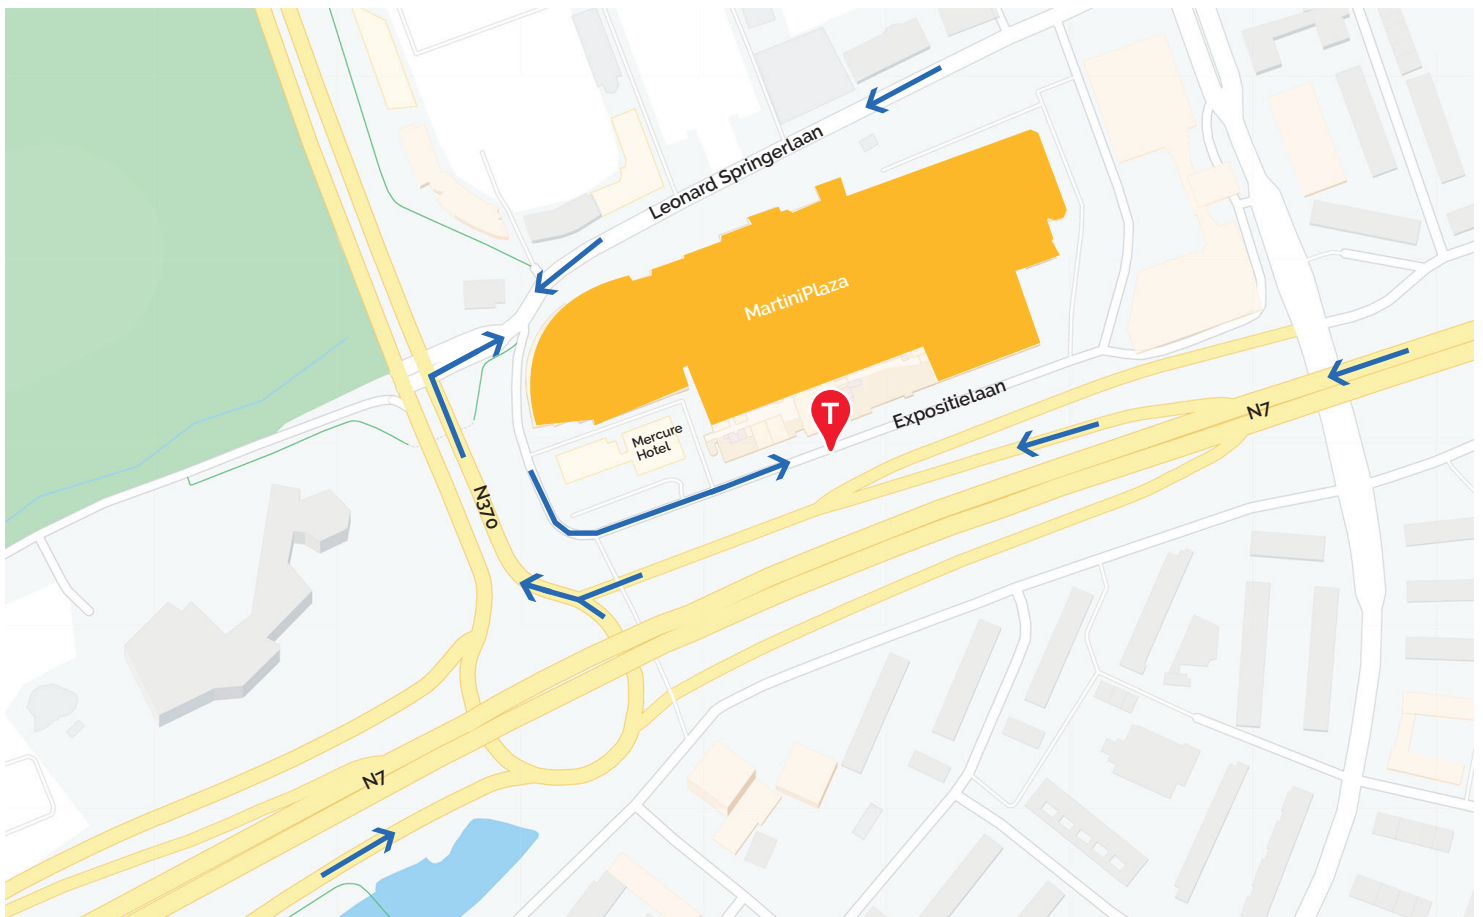 Leonard Springerlaan
MartiniPlaza
T
Expositielaan
N7
Mercure
Hotel
N370
N7